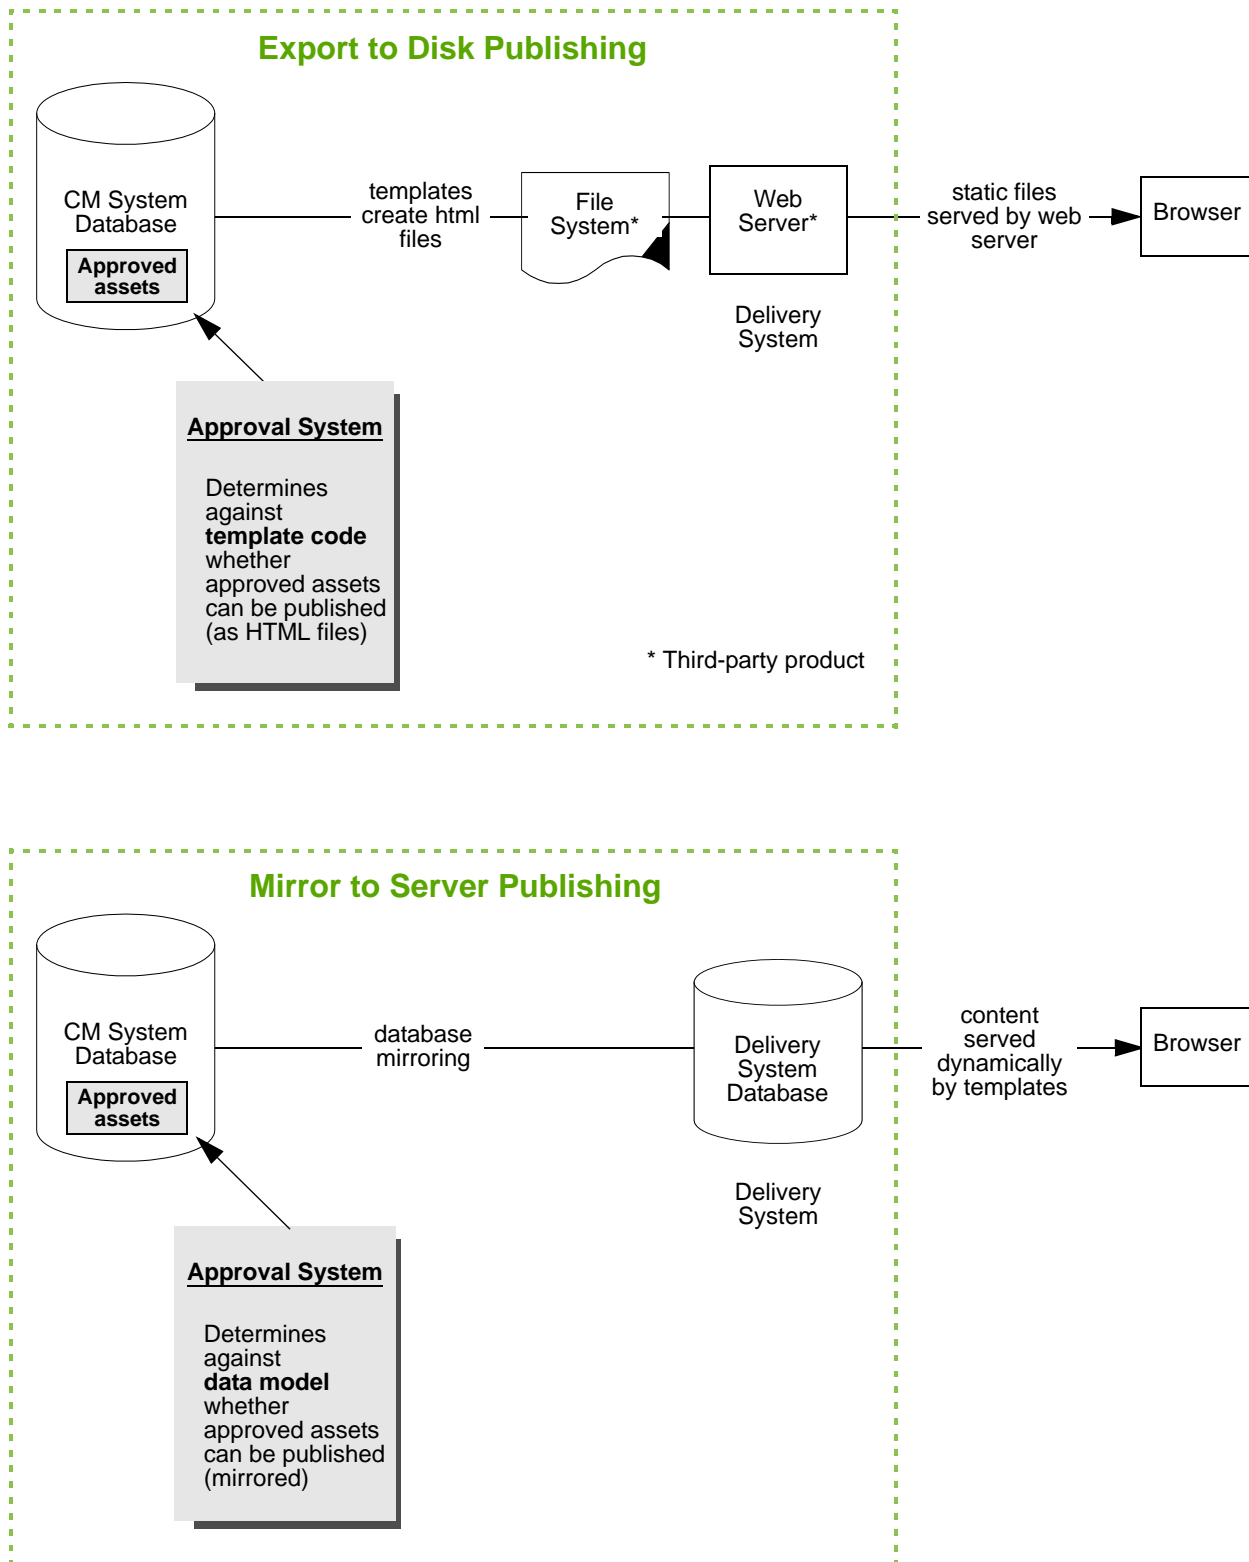 Export to Disk Publishing
CM System
Database
Approved
assets
templates
create html
files
File
System*
Web
Server*
Delivery
System
static files
served by web
server
Browser
Approval System
Determines
against
template code
whether
approved assets
can be published
(as HTML files)
* Third-party product
Mirror to Server Publishing
CM System
Database
Approved
assets
database
mirroring
Delivery
System
Database
Delivery
System
content
served
dynamically
by templates
Browser
Approval System
Determines
against
data model
whether
approved assets
can be published
(mirrored)